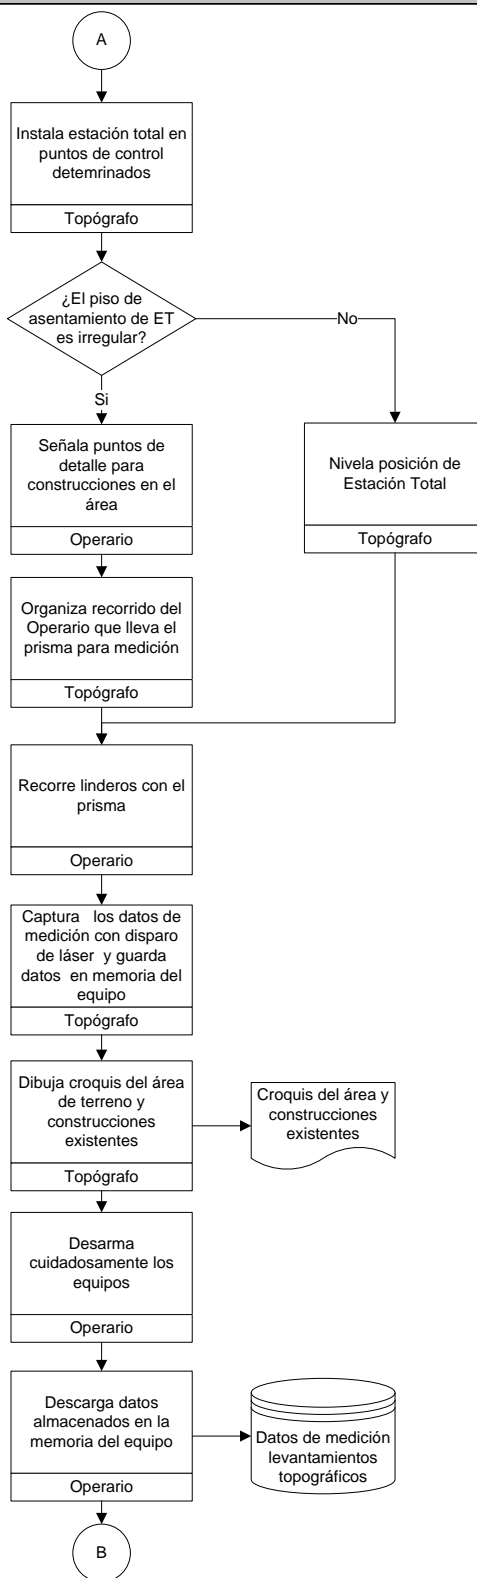 A
Instala estación total en
puntos de control
detemrinados
Topógrafo
¿El piso de
asentamiento de ET
es irregular?
No
Si
Señala puntos de
detalle para
construcciones en el
área
Operario
Nivela posición de
Estación Total
Topógrafo
Organiza recorrido del
Operario que lleva el
prisma para medición
Topógrafo
Recorre linderos con el
prisma
Operario
Captura los datos de
medición con disparo
de láser y guarda
datos en memoria del
equipo
Topógrafo
Dibuja croquis del área
de terreno y
construcciones
existentes
Topógrafo
Croquis del área y
construcciones
existentes
Desarma
cuidadosamente los
equipos
Operario
Descarga datos
almacenados en la
memoria del equipo
Operario
Datos de medición
levantamientos
topográficos
B